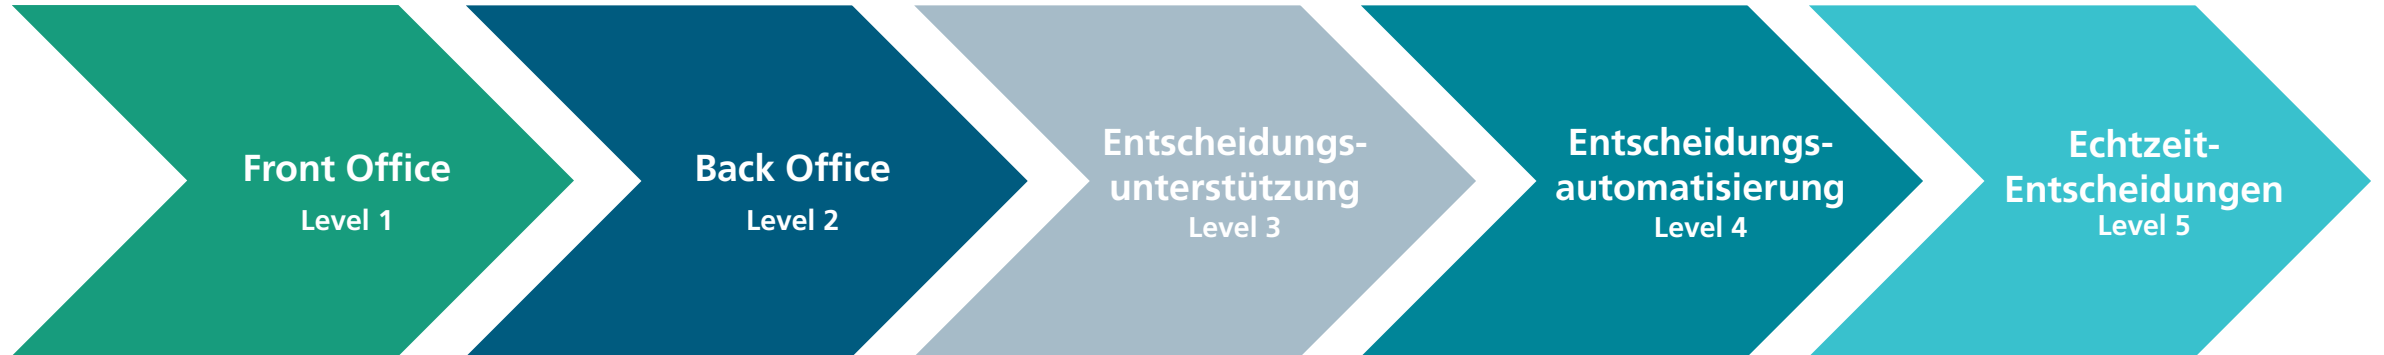 Front Office
Level 1
Back Office
Level 2
Entscheidungs-
unterstützung
Level 3
Entscheidungs-
automatisierung
Level 4
Echtzeit-
Entscheidungen
Level 5